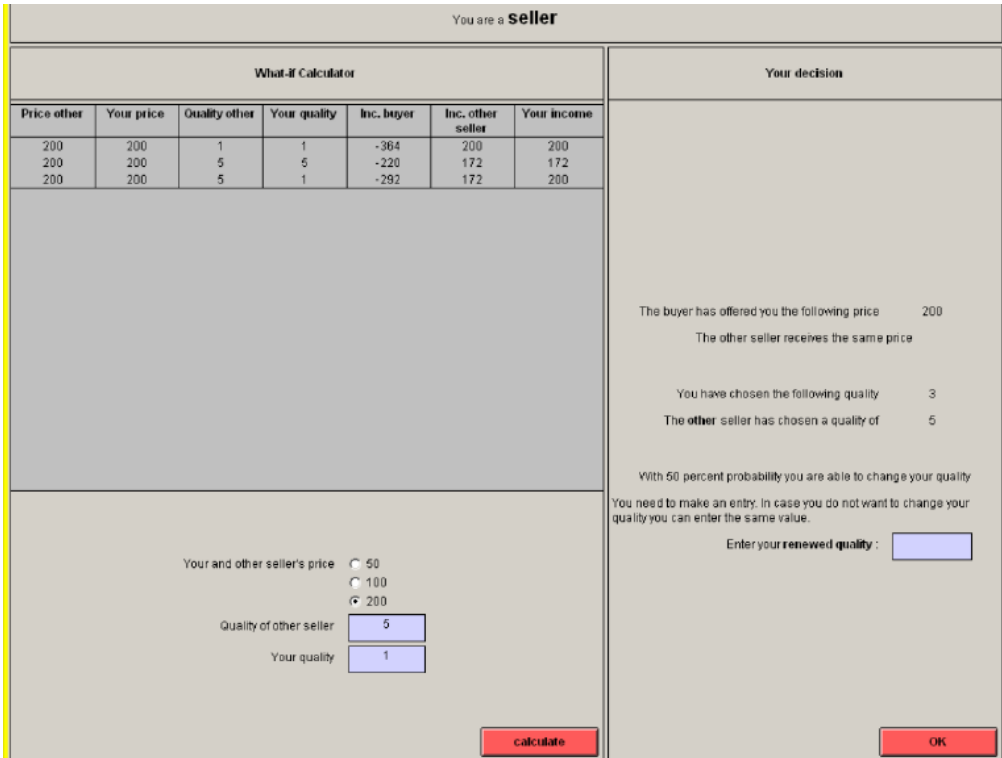 You are a seller
What-if Calculator
Price other Your price Quality other Your quality Inc. buyer Inc. other seller Your income
200 200 1 1 -364 200 200
200 200 5 5 -220 172 172
200 200 5 1 -292 172 200
Your and other seller's price 50
100
200
Quality of other seller 5
Your quality 1
calculate
Your decision
The buyer has offered you the following price 200
The other seller receives the same price
You have chosen the following quality 3
The other seller has chosen a quality of 5
With 50 percent probability you are able to change your quality
You need to make an entry. In case you do not want to change your
quality you can enter the same value.
Enter your renewed quality :
OK